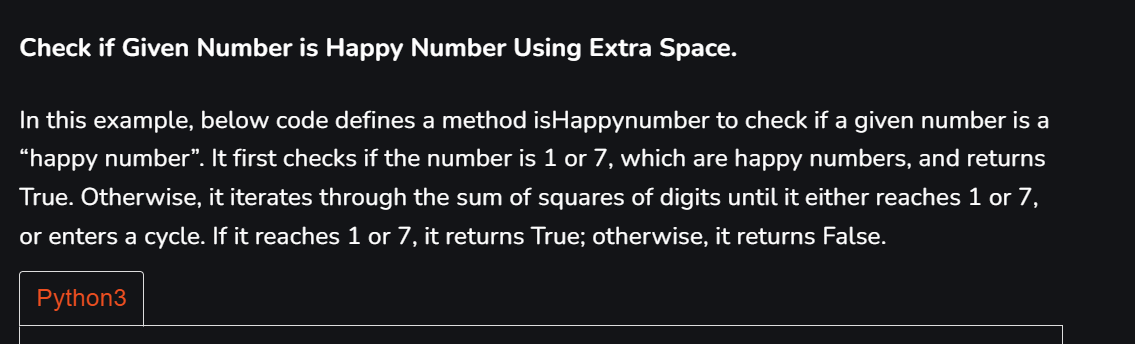 Check if Given Number is Happy Number Using Extra Space.
In this example, below code defines a method isHappynumber to check if a given number is a
“happy number”. It first checks if the number is 1 or 7, which are happy numbers, and returns
True. Otherwise, it iterates through the sum of squares of digits until it either reaches 1 or 7,
or enters a cycle. If it reaches 1 or 7, it returns True; otherwise, it returns False.
Python3